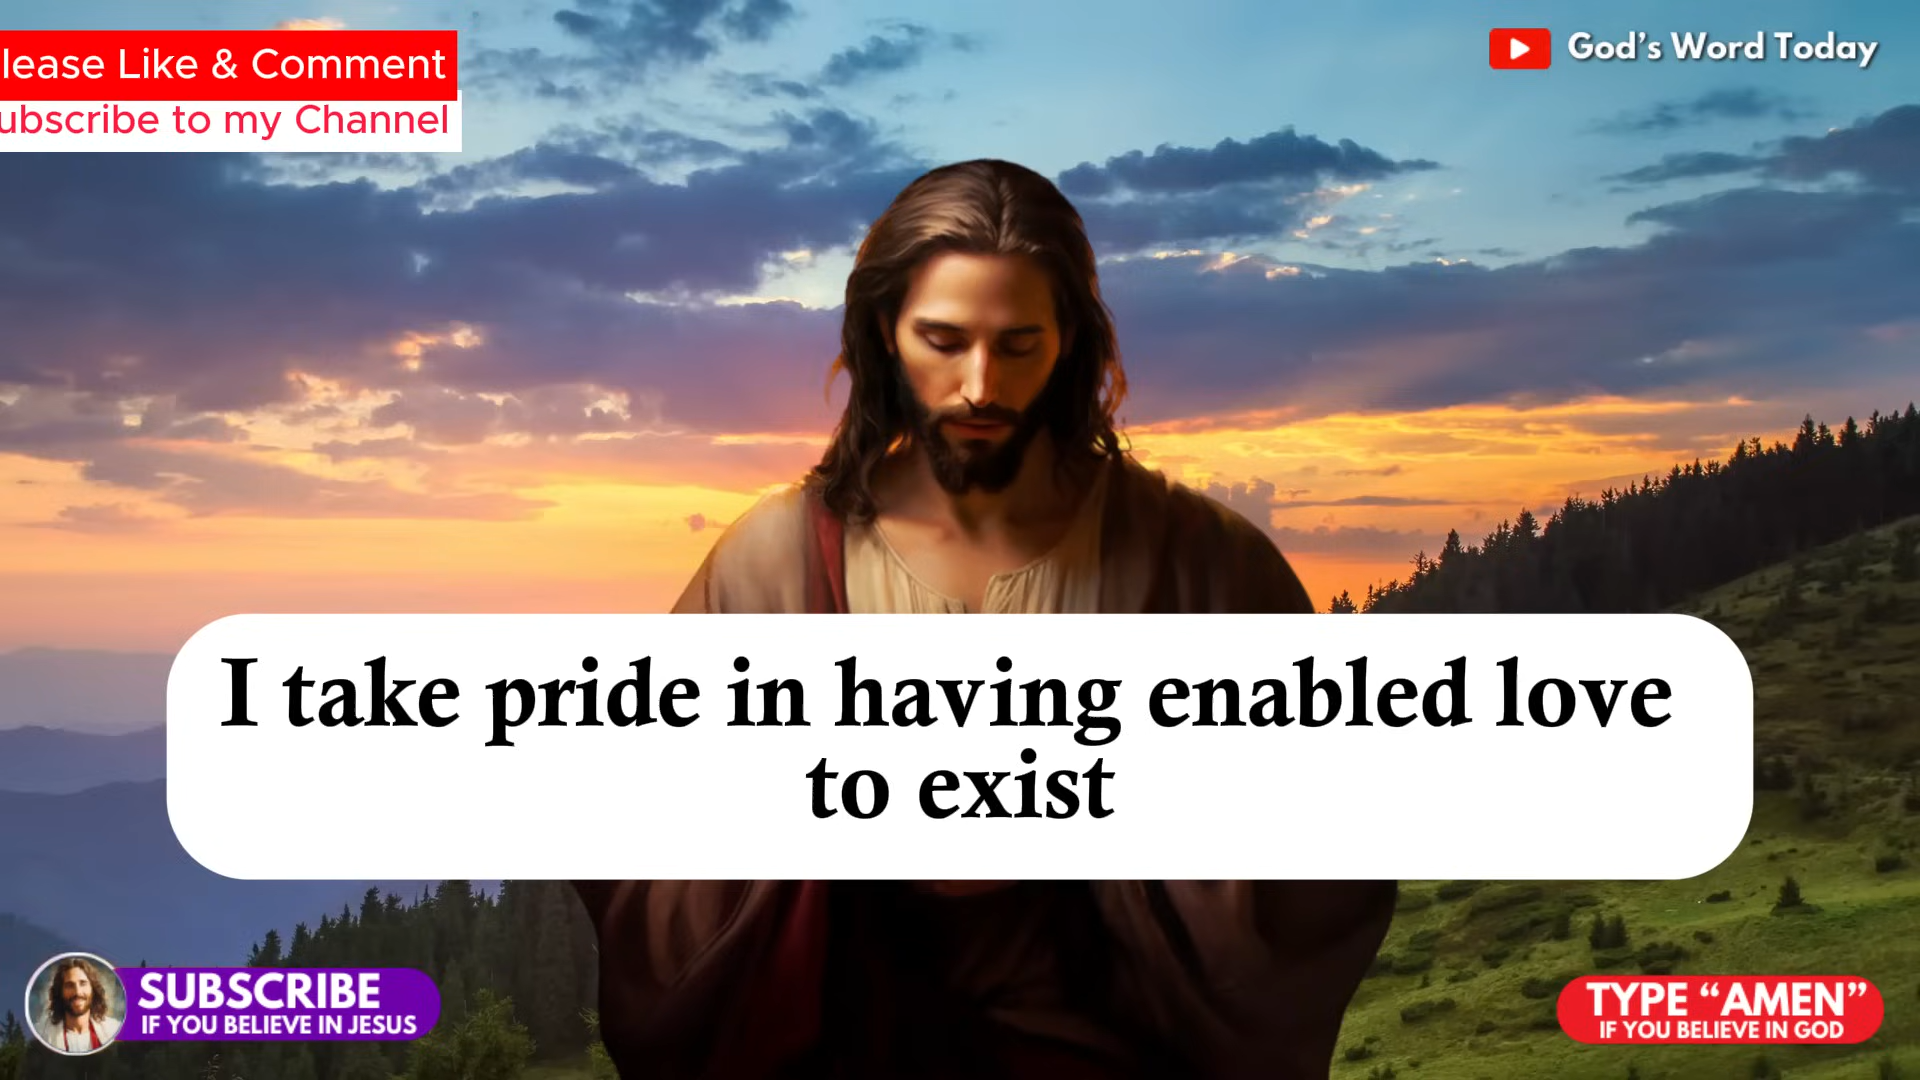 lease Like & Comment
ubscribe to my Channel
God's Word Today
I take pride in having enabled love
to exist
SUBSCRIBE
IF YOU BELIEVE IN JESUS
TYPE “AMEN”
IF YOU BELIEVE IN GOD